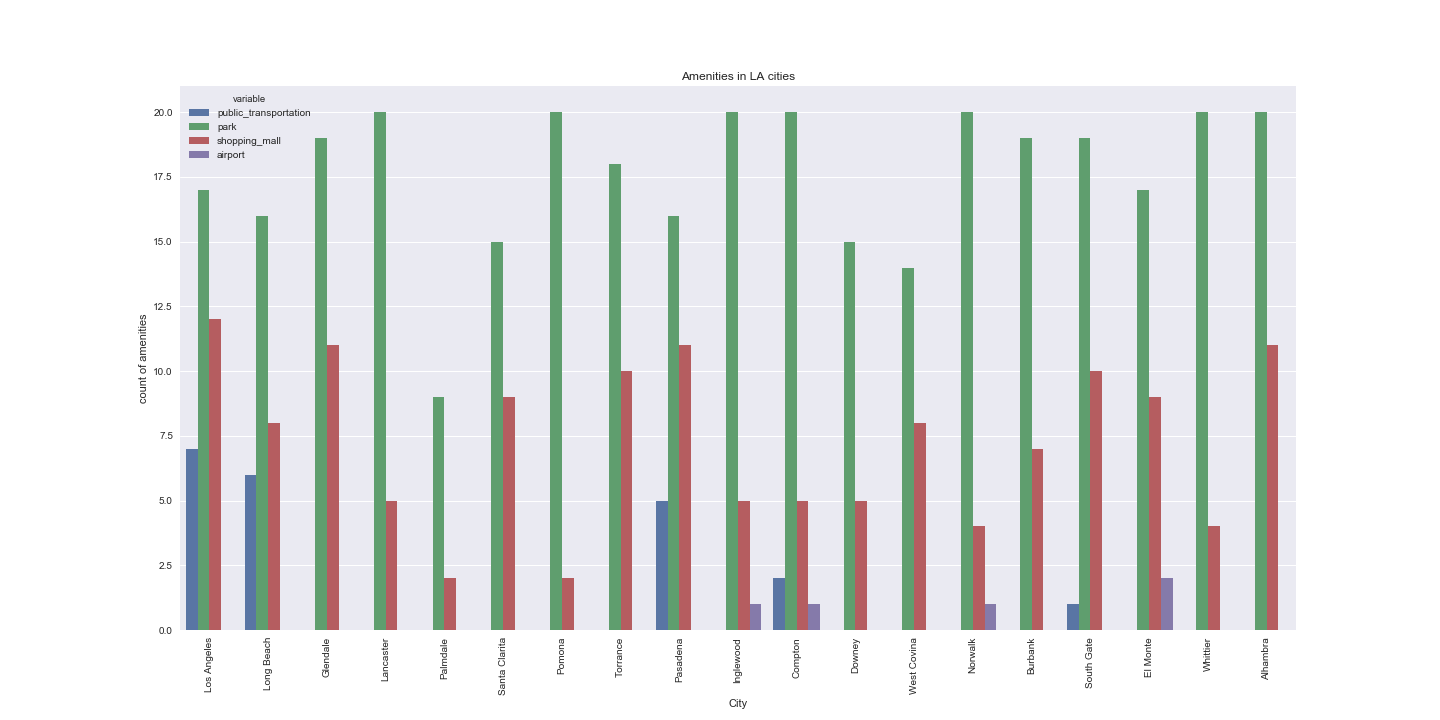 Amenities in LA cities
variable
public_transportation
park
shopping_mall
airport
20.0
17.5
15.0
12.5
10.0
7.5
5.0
2.5
0.0
count of amenities
Los Angeles
Long Beach
Glendale
Lancaster
Palmdale
Santa Clarita
Pomona
Torrance
Pasadena
Inglewood
Compton
Downey
West Covina
Norwalk
Burbank
South Gate
El Monte
Whittier
Alhambra
City